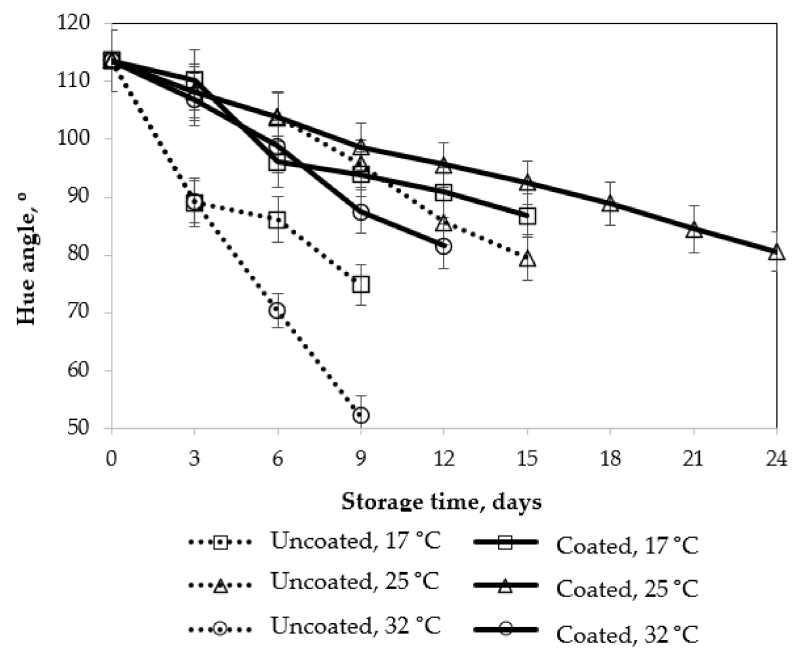 120
110
100
90
80
70
60
50
Hue angle, º
0 3 6 9 12 15 18 21 24
Storage time, days
Uncoated, 17 °C Coated, 17 °C
Uncoated, 25 °C Coated, 25 °C
Uncoated, 32 °C Coated, 32 °C